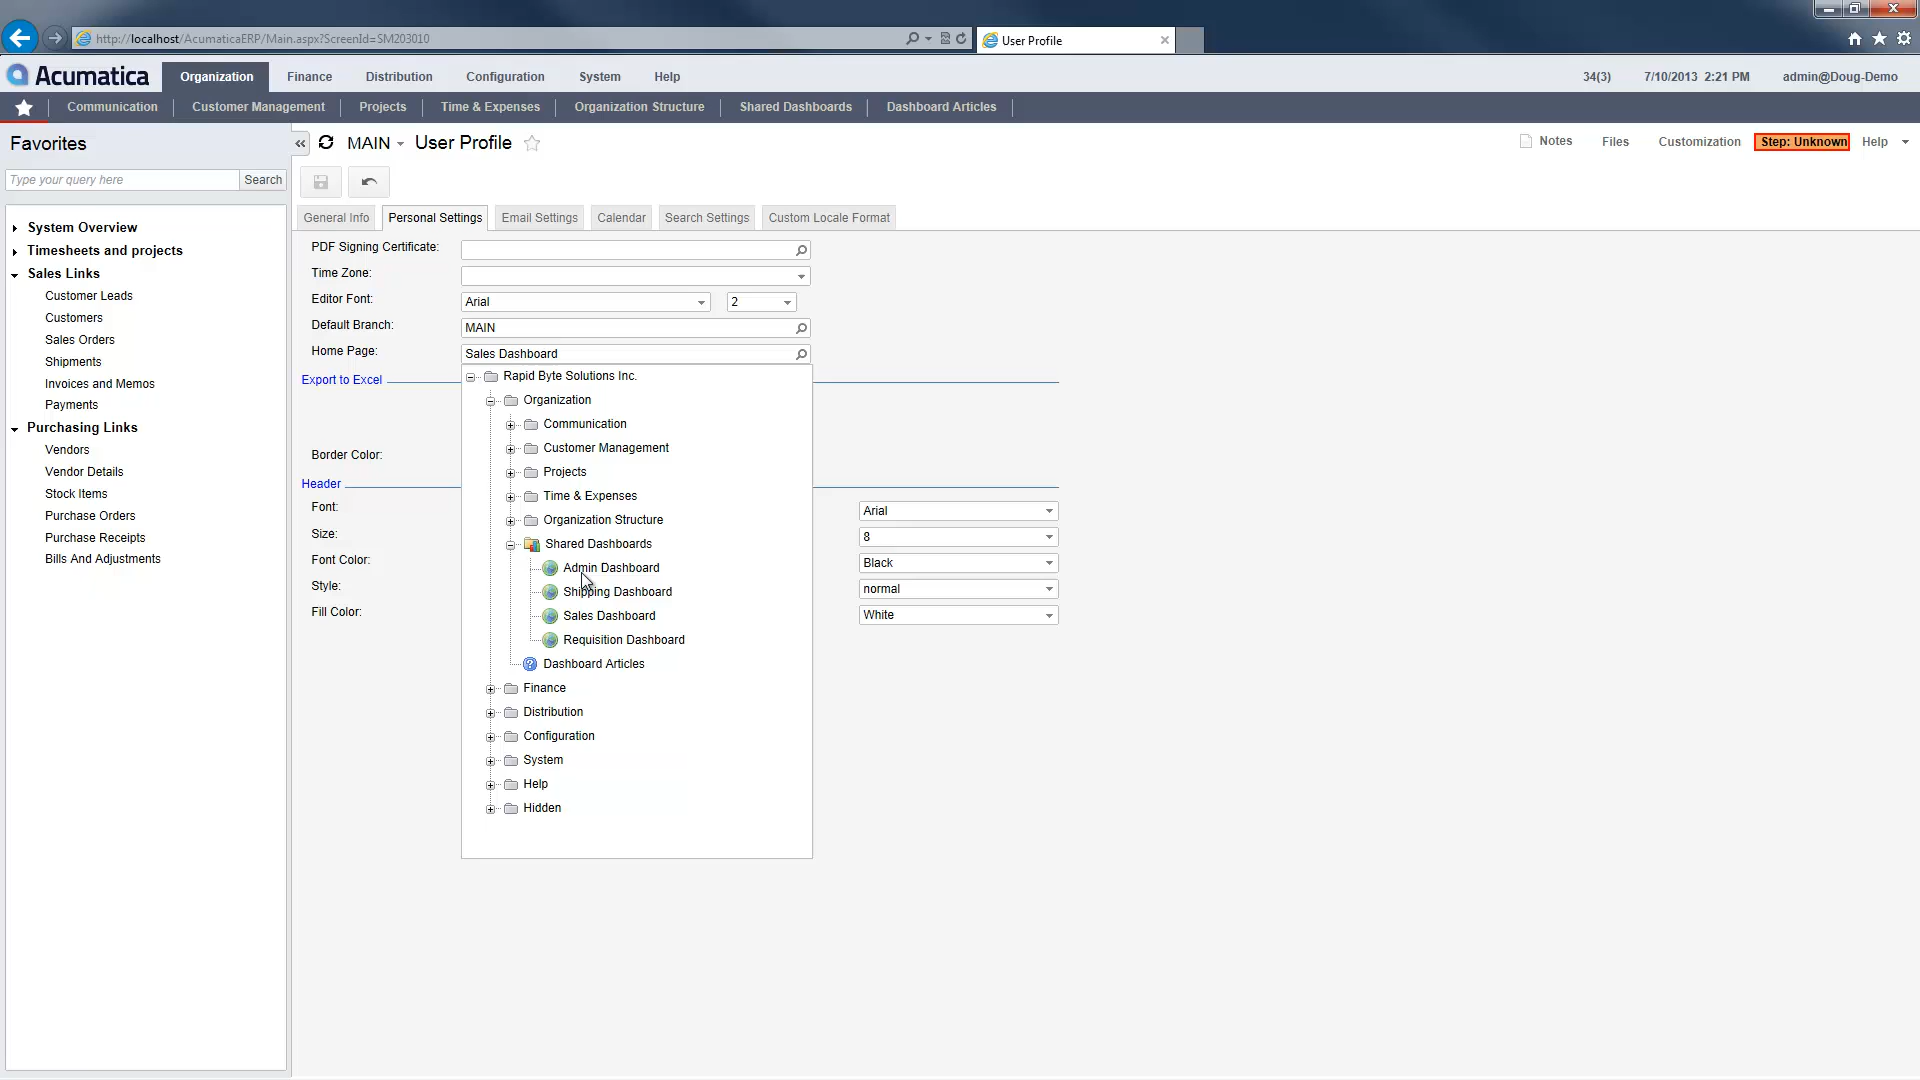 http://localhost/AcumaticaERP/Main.aspx?ScreenId=SM203010
User Profile
Acumatica
Organization
Finance
Distribution
Configuration
System
Help
34(3)
7/10/2013 2:21 PM
admin@Doug-Demo
Communication
Customer Management
Projects
Time & Expenses
Organization Structure
Shared Dashboards
Dashboard Articles
Favorites
MAIN
User Profile
Notes
Files
Customization
Step: Unknown
Help
Type your query here
Search
System Overview
Timesheets and projects
Sales Links
Customer Leads
Customers
Sales Orders
Shipments
Invoices and Memos
Payments
Purchasing Links
Vendors
Vendor Details
Stock Items
Purchase Orders
Purchase Receipts
Bills And Adjustments
General Info
Personal Settings
Email Settings
Calendar
Search Settings
Custom Locale Format
PDF Signing Certificate:
Time Zone:
Editor Font:
Arial
2
Default Branch:
MAIN
Home Page:
Sales Dashboard
Export to Excel
Border Color:
Header
Font:
Arial
Size:
8
Font Color:
Black
Style:
normal
Fill Color:
White
Rapid Byte Solutions Inc.
Organization
Communication
Customer Management
Projects
Time & Expenses
Organization Structure
Shared Dashboards
Admin Dashboard
Shipping Dashboard
Sales Dashboard
Requisition Dashboard
Dashboard Articles
Finance
Distribution
Configuration
System
Help
Hidden